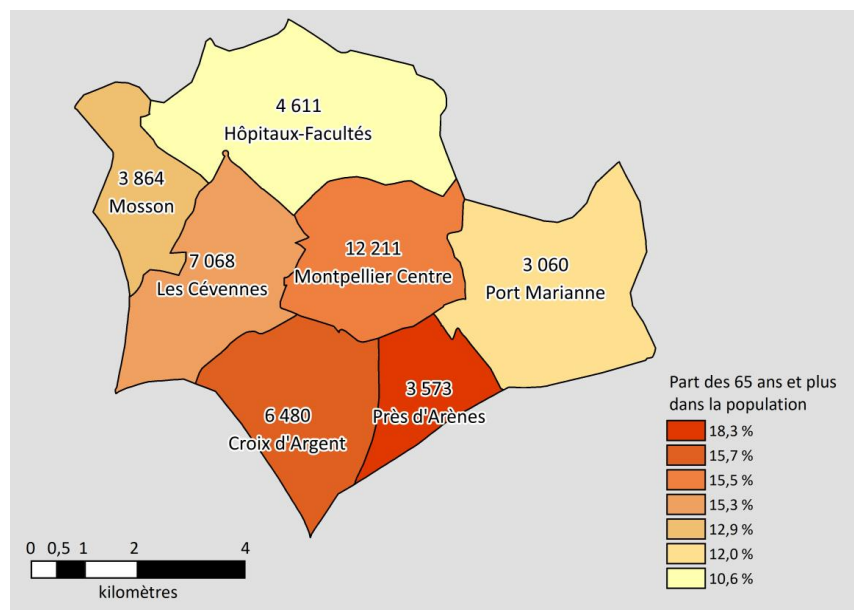 4 611
Hôpitaux-Facultés
3 864
Mosson
7 068
Les Cévennes
12 211
Montpellier Centre
3 060
Port Marianne
6 480
Croix d'Argent
3 573
Près d'Arènes
Part des 65 ans et plus
dans la population
18,3 %
15,7 %
15,5 %
15,3 %
12,9 %
12,0 %
10,6 %
0 0,5 1 2 4
kilomètres